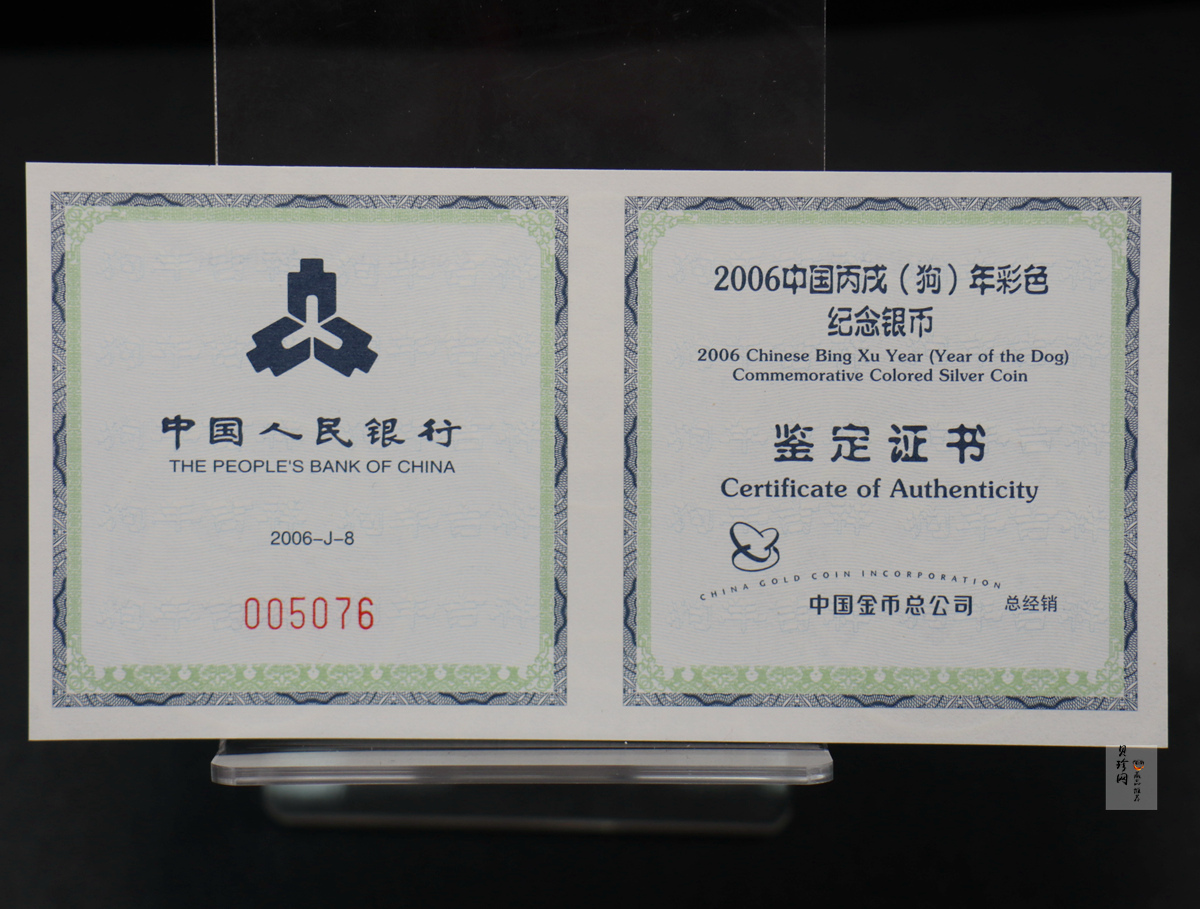 中国人民银行
THE PEOPLE'S BANK OF CHINA
2006-J-8
005076
2006中国丙戌（狗）年彩色
纪念银币
2006 Chinese Bing Xu Year (Year of the Dog)
Commemorative Colored Silver Coin
鉴定证书
Certificate of Authenticity
CHINA GOLD COIN INCORPORATION
中国金币总公司 总经销